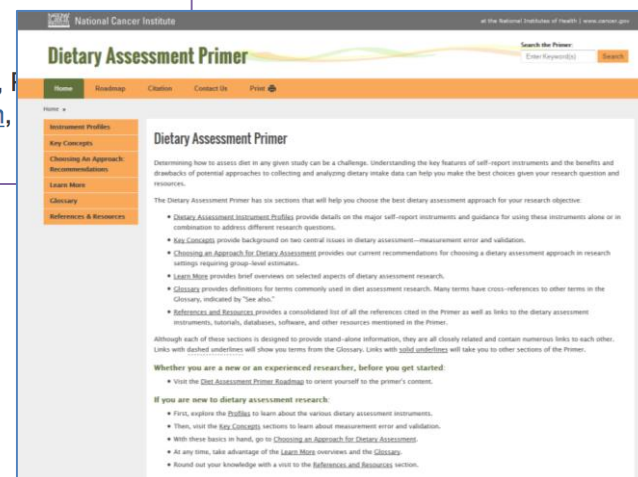 National Cancer Institute
at the National Institutes of Health | www.cancer.gov
Dietary Assessment Primer
Search the Primer:
Enter Keyword(s)
Search
Home Roadmap Citation Contact Us Print
Home
Instrument Profiles
Key Concepts
Choosing An Approach:
Recommendations
Learn More
Glossary
References & Resources
Dietary Assessment Primer
Determining how to assess diet in any given study can be a challenge. Understanding the key features of self-report instruments and the benefits and
drawbacks of potential approaches to collecting and analyzing dietary intake data can help you make the best choices given your research question and
resources.
The Dietary Assessment Primer has six sections that will help you choose the best dietary assessment approach for your research objective:
• Dietary Assessment Instrument Profiles provide details on the major self-report instruments and guidance for using these instruments alone or in
combination to address different research questions.
• Key Concepts provide background on two central issues in dietary assessment—measurement error and validation.
• Choosing an Approach for Dietary Assessment provides our current recommendations for choosing a dietary assessment approach in research
settings requiring group-level estimates.
• Learn More provides brief overviews on selected aspects of dietary assessment research.
• Glossary provides definitions for terms commonly used in diet assessment research. Many terms have cross-references to other terms in the
Glossary, indicated by "See also."
• References and Resources provides a consolidated list of all the references cited in the Primer as well as links to the dietary assessment
instruments, tutorials, databases, software, and other resources mentioned in the Primer.
Although each of these sections is designed to provide stand-alone information, they are all closely related and contain numerous links to each other.
Links with dashed underlines will show you terms from the Glossary. Links with solid underlines will take you to other sections of the Primer.
Whether you are a new or an experienced researcher, before you get started:
• Visit the Diet Assessment Primer Roadmap to orient yourself to the primer's content.
If you are new to dietary assessment research:
• First, explore the Profiles to learn about the various dietary assessment instruments.
• Then, visit the Key Concepts sections to learn about measurement error and validation.
• With these basics in hand, go to Choosing an Approach for Dietary Assessment.
• At any time, take advantage of the Learn More overviews and the Glossary.
• Round out your knowledge with a visit to the References and Resources section.